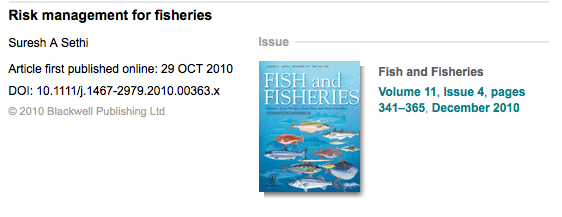 Risk management for fisheries
Suresh A Sethi
Article first published online: 29 OCT 2010
DOI: 10.1111/j.1467-2979.2010.00363.x
© 2010 Blackwell Publishing Ltd
Issue
FISH and
FISHERIES
Fish and Fisheries
Volume 11, Issue 4, pages
341–365, December 2010